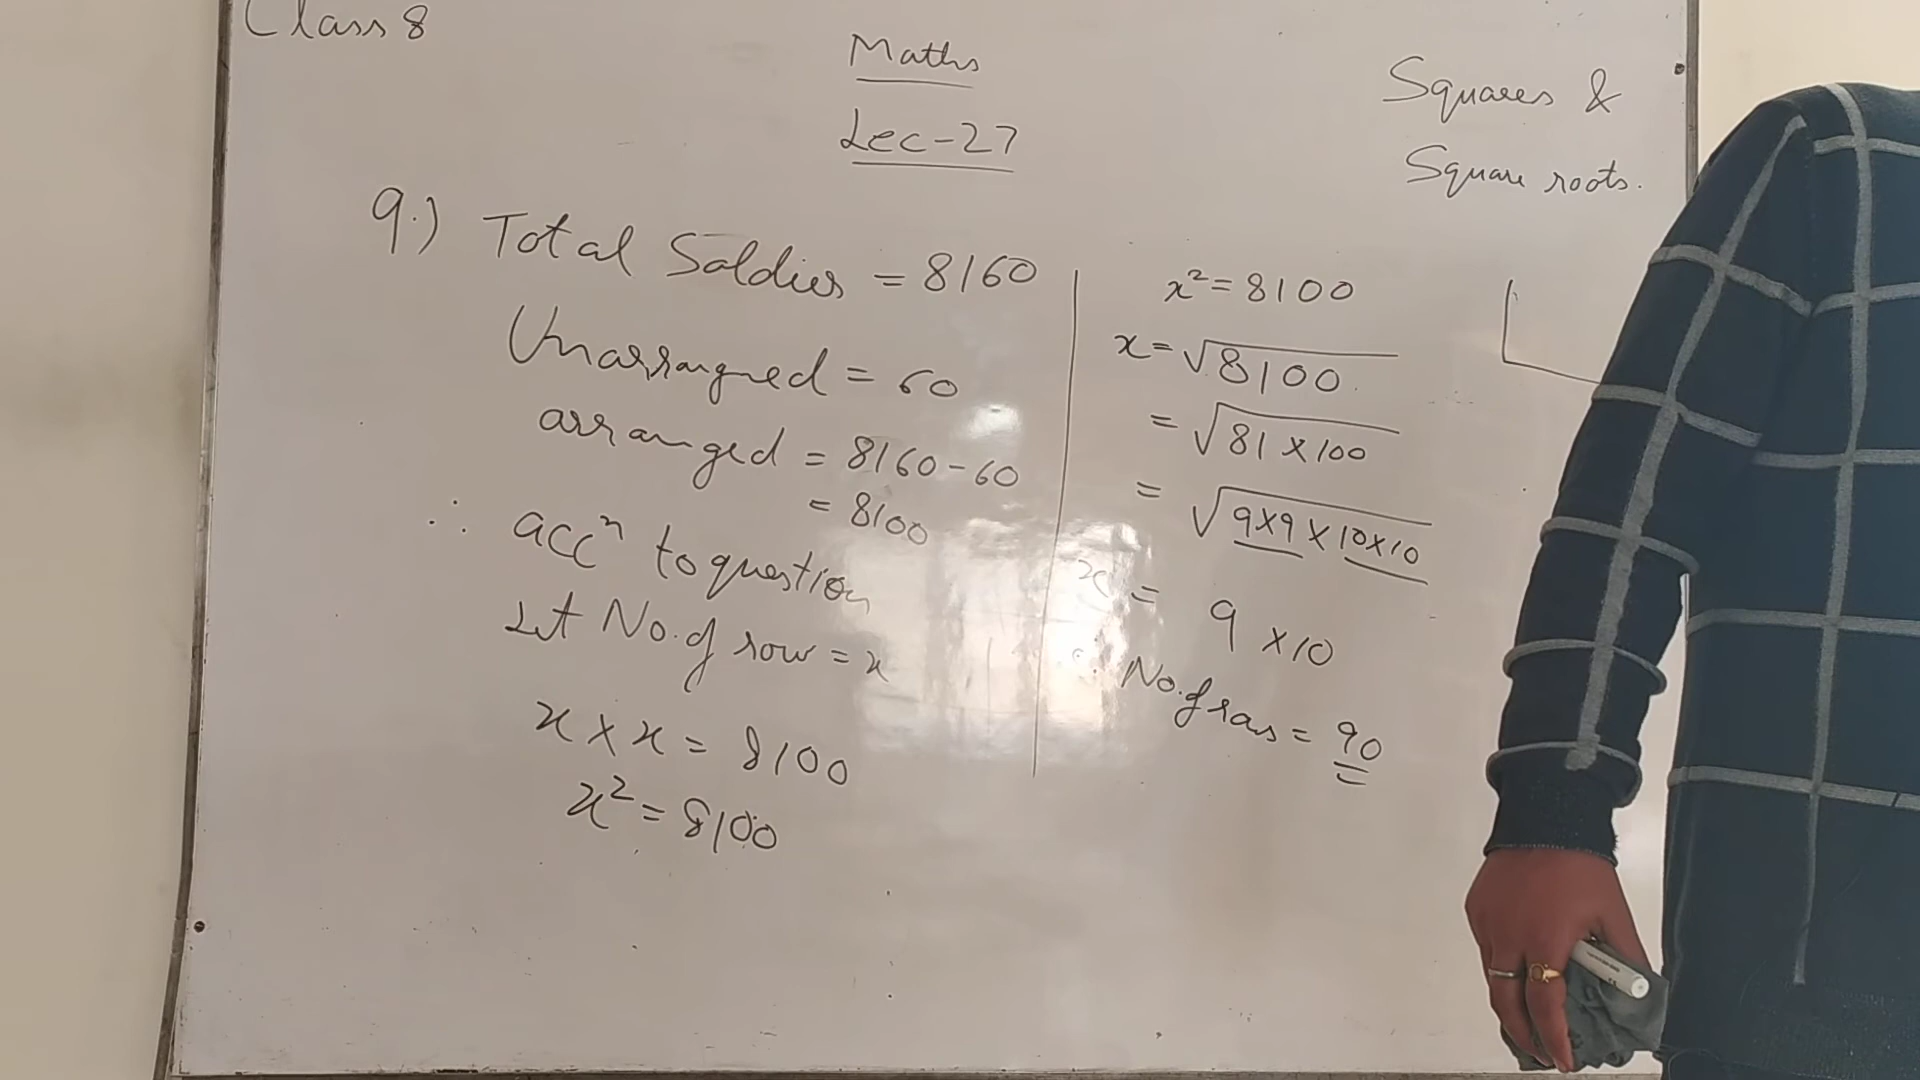 Class 8
Maths
Lec-27
Squares &
Square roots.
9.) Total Soldiers = 8160
Unarranged = 60
arranged = 8160-60
= 8100
∴ accⁿ to question
Let No. of row = x
x × x = 8100
x² = 8100
x² = 8100
x = √8100
= √81 × 100
= √9×9 × 10×10
x = 9 × 10
∴ No. of rows = 90